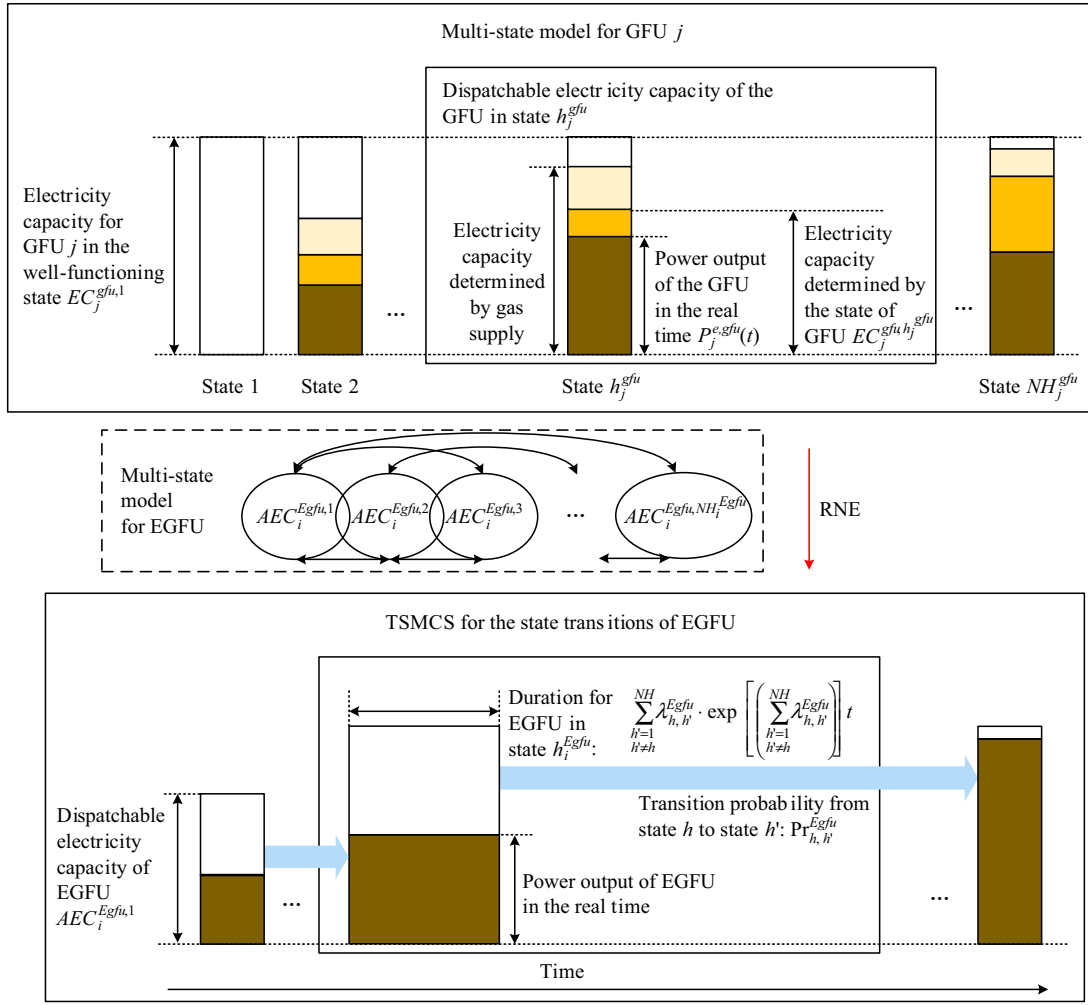 Multi-state model for GFU j
Dispatchable electricity capacity of the
GFU in state h_j^{gfu}
Electricity
capacity for
GFU j in the
well-functioning
state EC_j^{gfu,1}
Electricity
capacity
determined
by gas
supply
Power output
of the GFU
in the real
time P_j^{e,gfu}(t)
Electricity
capacity
determined by
the state of
GFU EC_j^{gfu,h_j^{gfu}}
...
...
State 1
State 2
State h_j^{gfu}
State NH_j^{gfu}
Multi-state
model
for EGFU
AEC_i^{Egfu,1}
AEC_i^{Egfu,2}
AEC_i^{Egfu,3}
...
AEC_i^{Egfu,NH_i^{Egfu}}
RNE
TSMCS for the state transitions of EGFU
Duration for
EGFU in
state h_i^{Egfu}:
\sum_{h'=1, h'≠h}^{NH} λ_{h,h'}^{Egfu} · exp[(\sum_{h'=1, h'≠h}^{NH} λ_{h,h'}^{Egfu})] t
Transition probability from
state h to state h': Pr_{h,h'}^{Egfu}
Dispatchable
electricity
capacity of
EGFU
AEC_i^{Egfu,1}
...
Power output of EGFU
in the real time
...
Time